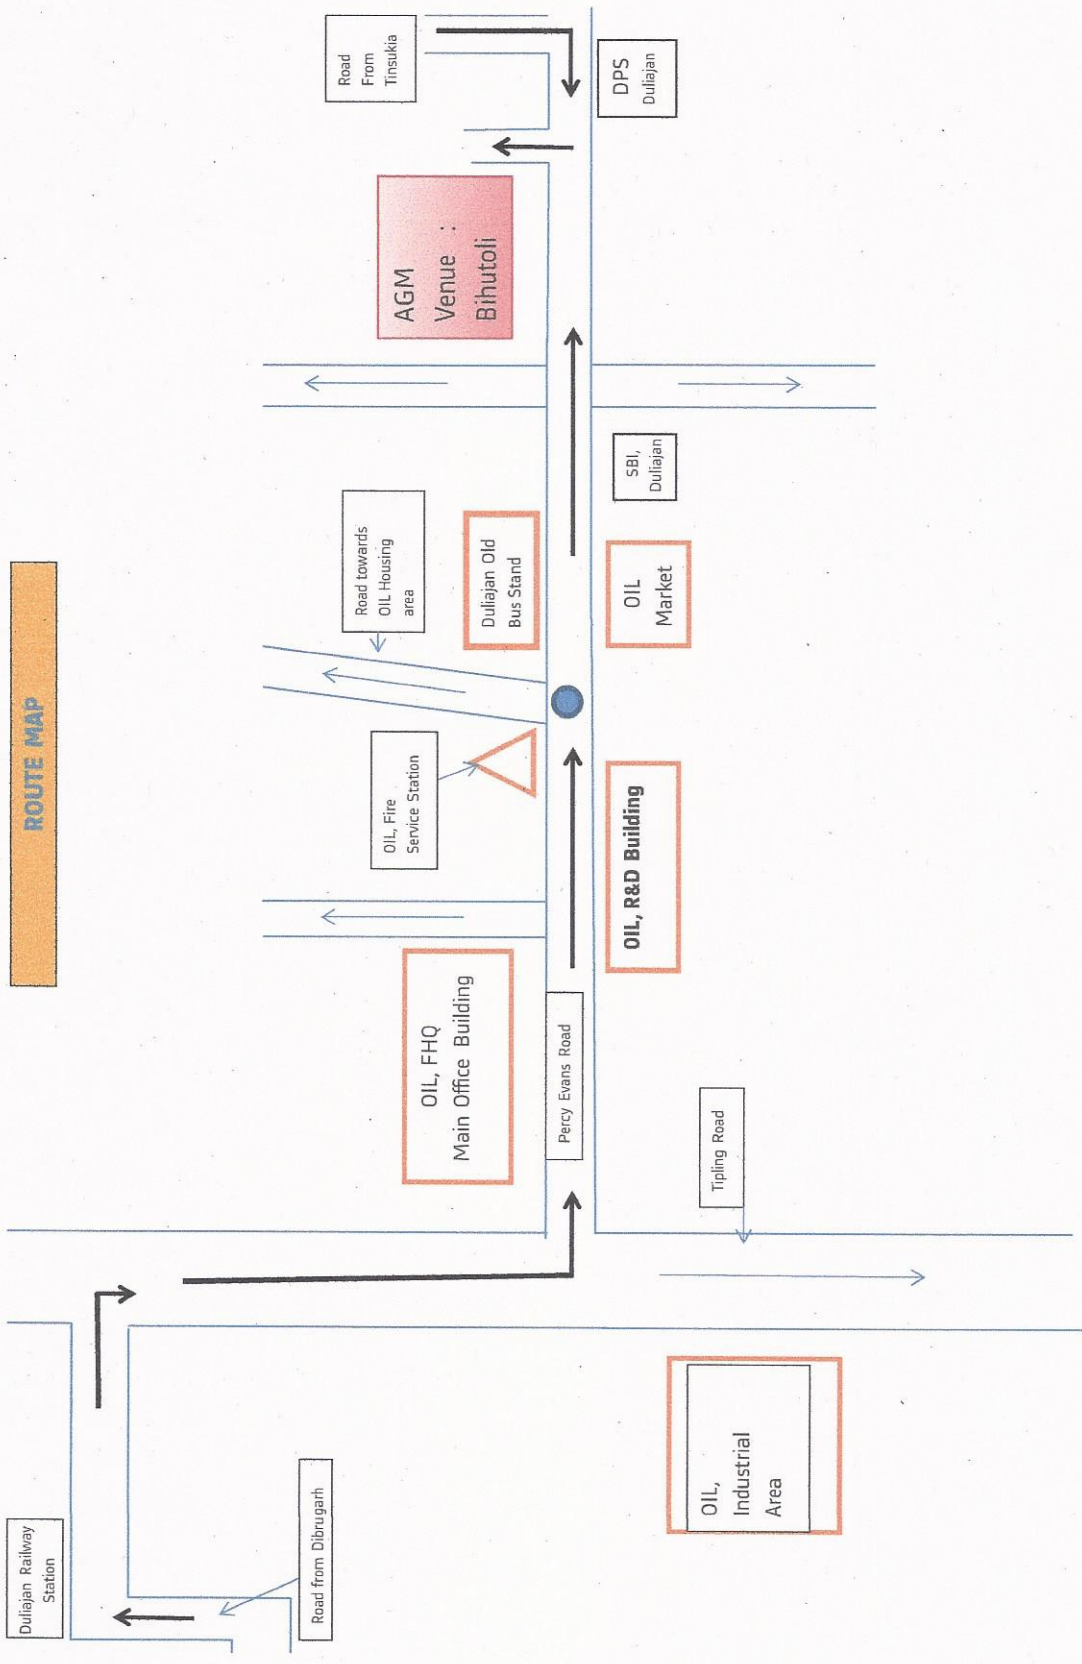 ROUTE MAP
Duliajan Railway
Station
Road from Dibrugarh
OIL,
Industrial
Area
Tipling Road
OIL, FHQ
Main Office Building
Percy Evans Road
OIL, R&D Building
OIL, Fire
Service Station
Road towards
OIL Housing
area
Duliajan Old
Bus Stand
OIL
Market
SBI,
Duliajan
AGM
Venue :
Bihutoli
Road
From
Tinsukia
DPS
Duliajan